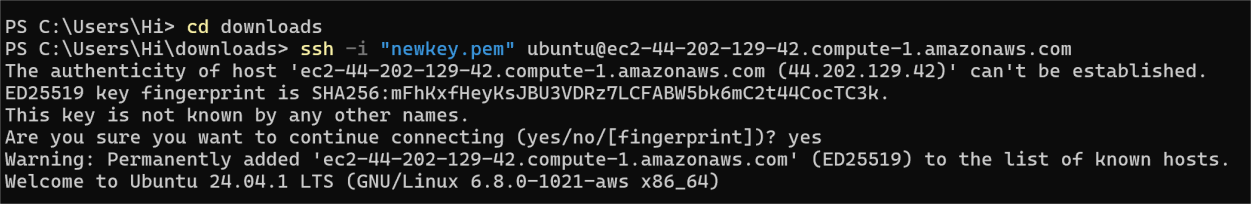 PS C:\Users\Hi> cd downloads
PS C:\Users\Hi\downloads> ssh -i "newkey.pem" ubuntu@ec2-44-202-129-42.compute-1.amazonaws.com
The authenticity of host 'ec2-44-202-129-42.compute-1.amazonaws.com (44.202.129.42)' can't be established.
ED25519 key fingerprint is SHA256:mFhKxfHeyKsJBU3VDRz7LCFABW5bk6mC2t44CocTC3k.
This key is not known by any other names.
Are you sure you want to continue connecting (yes/no/[fingerprint])? yes
Warning: Permanently added 'ec2-44-202-129-42.compute-1.amazonaws.com' (ED25519) to the list of known hosts.
Welcome to Ubuntu 24.04.1 LTS (GNU/Linux 6.8.0-1021-aws x86_64)